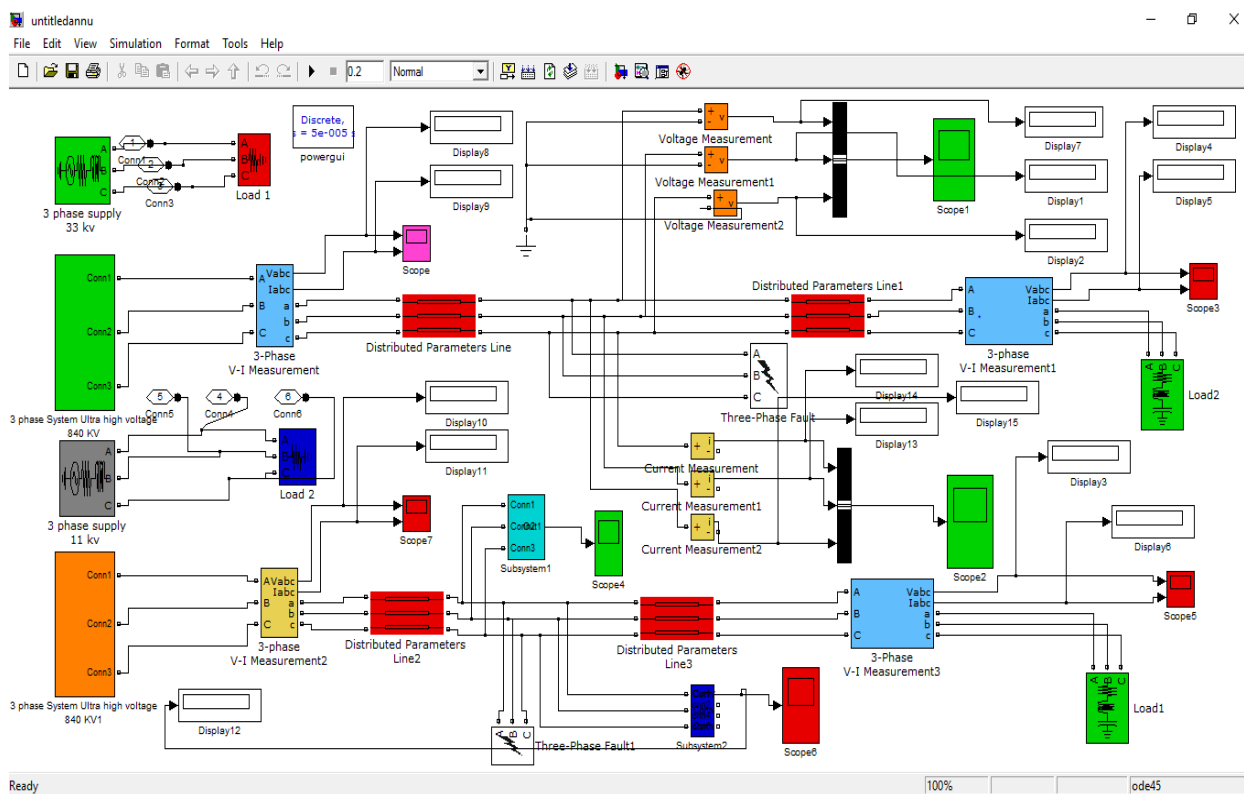 untitledannu
File Edit View Simulation Format Tools Help
0.2
Normal
Discrete,
s = 5e-005 s
powergui
A
B
C
1
Conn1
2
Conn2
Conn3
A
B
C
Load 1
3 phase supply
33 kv
Display8
Display9
Scope
Voltage Measurement
Voltage Measurement1
Voltage Measurement2
+
-
v
+
-
v
+
v
Scope1
Display7
Display1
Display2
Display4
Display5
Conn1
Conn2
Conn3
3 phase System Ultra high voltage
840 KV
A
B
C
Vabc
Iabc
a
b
c
3-Phase
V-I Measurement
Distributed Parameters Line
Distributed Parameters Line1
A
B
C
Vabc
Iabc
a
b
c
3-phase
V-I Measurement1
Scope3
A
B
C
Load2
A
B
C
Three-Phase Fault
Display14
Display15
Display13
5
Conn5
4
Conn4
6
Conn6
A
B
C
3 phase supply
11 kv
A
B
C
Load 2
Display10
Display11
Scope7
+
i
-
Current Measurement
+
i
-
Current Measurement1
+
i
-
Current Measurement2
Scope2
Display3
Display6
Conn1
Conn3
Subsystem1
Scope4
Conn1
Conn2
Conn3
3 phase System Ultra high voltage
840 KV1
A
B
C
Vabc
Iabc
a
b
c
3-phase
V-I Measurement2
Distributed Parameters
Line2
Distributed Parameters
Line3
A
B
C
Vabc
Iabc
a
b
c
3-Phase
V-I Measurement3
Scope5
A
B
C
Load1
Display12
A
B
C
Three-Phase Fault1
Subsystem2
Scope6
Ready
100%
ode45